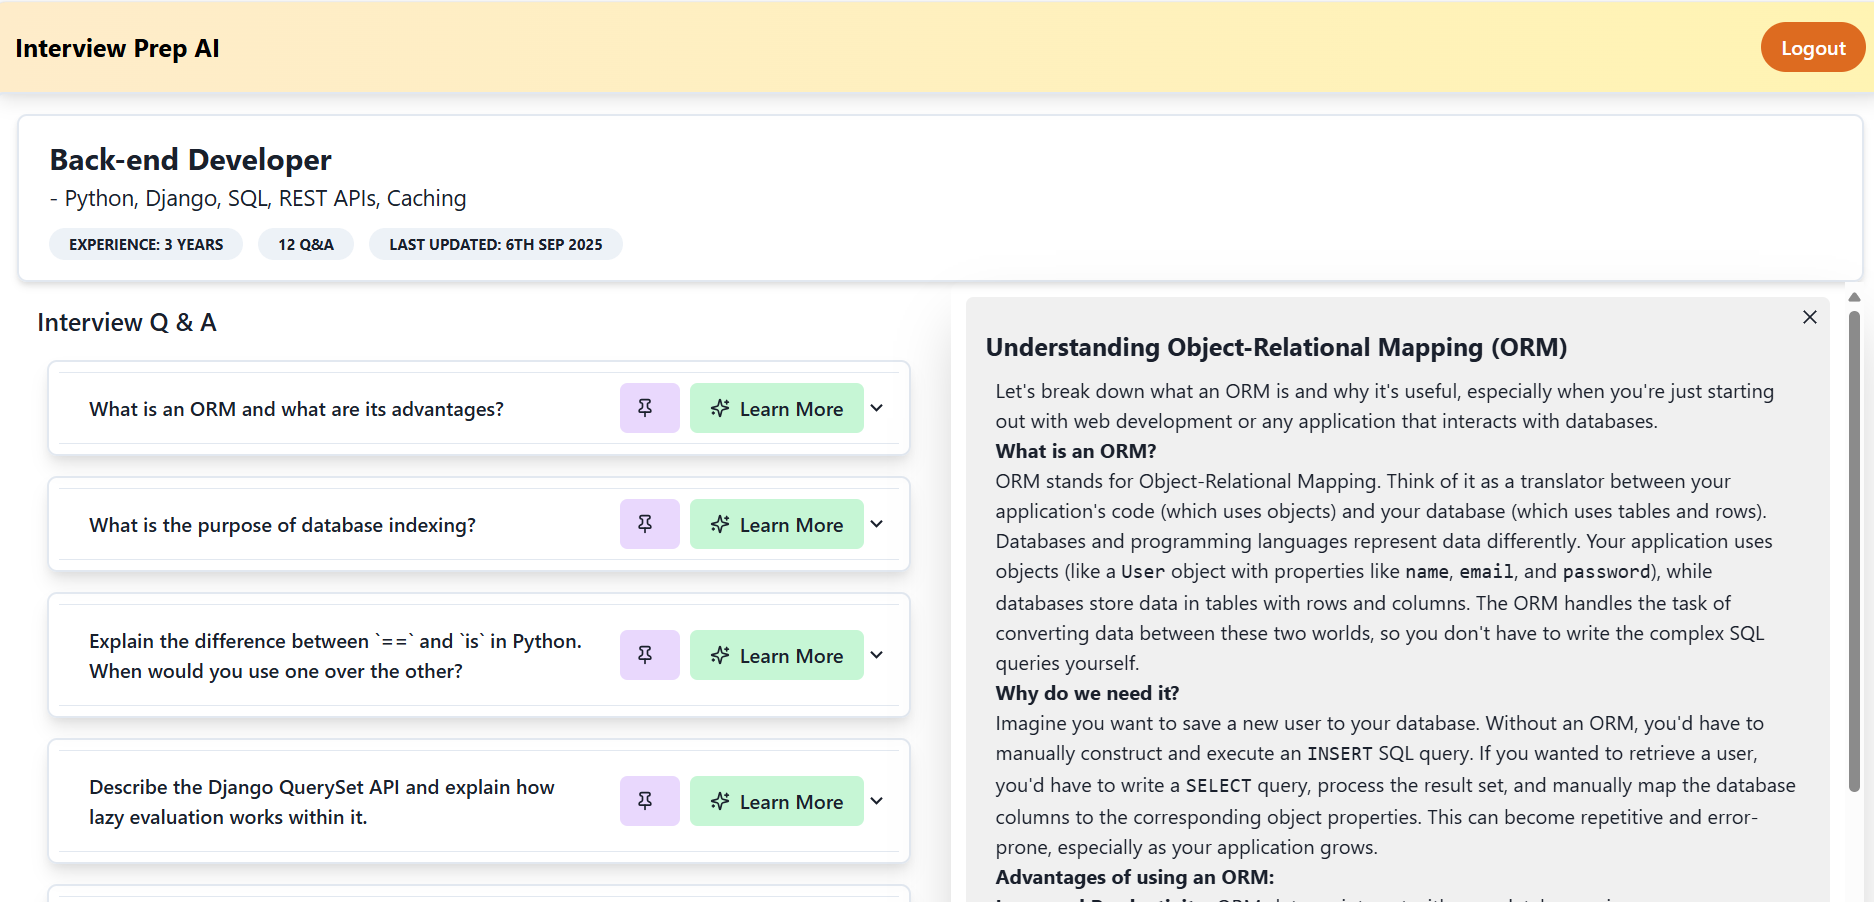 Interview Prep AI
Logout
Back-end Developer
- Python, Django, SQL, REST APIs, Caching
EXPERIENCE: 3 YEARS
12 Q&A
LAST UPDATED: 6TH SEP 2025
Interview Q & A
What is an ORM and what are its advantages?
Learn More
What is the purpose of database indexing?
Learn More
Explain the difference between `==` and `is` in Python.
When would you use one over the other?
Learn More
Describe the Django QuerySet API and explain how
lazy evaluation works within it.
Learn More
Understanding Object-Relational Mapping (ORM)
Let's break down what an ORM is and why it's useful, especially when you're just starting
out with web development or any application that interacts with databases.
What is an ORM?
ORM stands for Object-Relational Mapping. Think of it as a translator between your
application's code (which uses objects) and your database (which uses tables and rows).
Databases and programming languages represent data differently. Your application uses
objects (like a User object with properties like name, email, and password), while
databases store data in tables with rows and columns. The ORM handles the task of
converting data between these two worlds, so you don't have to write the complex SQL
queries yourself.
Why do we need it?
Imagine you want to save a new user to your database. Without an ORM, you'd have to
manually construct and execute an INSERT SQL query. If you wanted to retrieve a user,
you'd have to write a SELECT query, process the result set, and manually map the database
columns to the corresponding object properties. This can become repetitive and error-
prone, especially as your application grows.
Advantages of using an ORM: